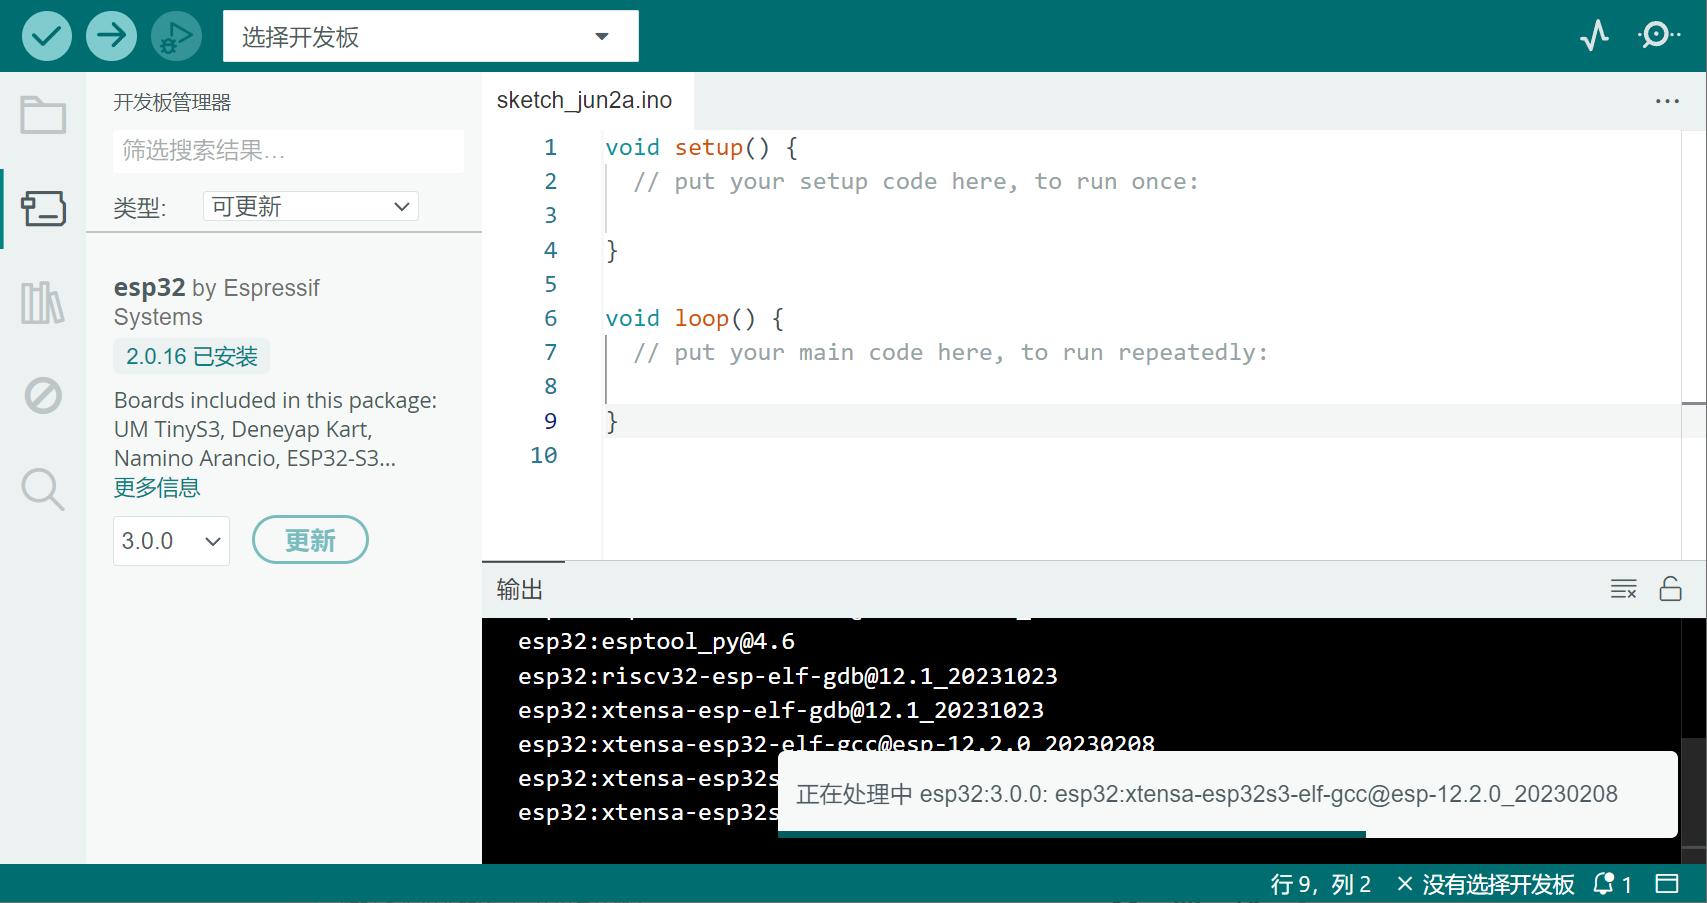 选择开发板
开发板管理器
筛选搜索结果...
类型:
可更新
esp32 by Espressif
Systems
2.0.16 已安装
Boards included in this package:
UM TinyS3, Deneyap Kart,
Namino Arancio, ESP32-S3...
更多信息
3.0.0
更新
sketch_jun2a.ino
1 void setup() {
2 // put your setup code here, to run once:
3
4 }
5
6 void loop() {
7 // put your main code here, to run repeatedly:
8
9 }
10
输出
esp32:esptool_py@4.6
esp32:riscv32-esp-elf-gdb@12.1_20231023
esp32:xtensa-esp-elf-gdb@12.1_20231023
esp32:xtensa-esp32-elf-gcc@esp-12.2.0_20230208
esp32:xtensa-esp32s
esp32:xtensa-esp32s
正在处理中 esp32:3.0.0: esp32:xtensa-esp32s3-elf-gcc@esp-12.2.0_20230208
行 9，列 2
没有选择开发板
1